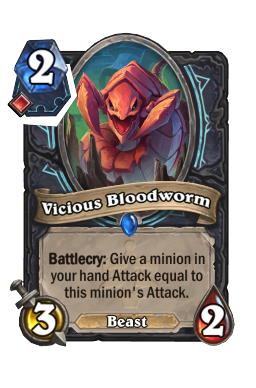 2
Vicious Bloodworm
Battlecry: Give a minion in
your hand Attack equal to
this minion's Attack.
3
Beast
2